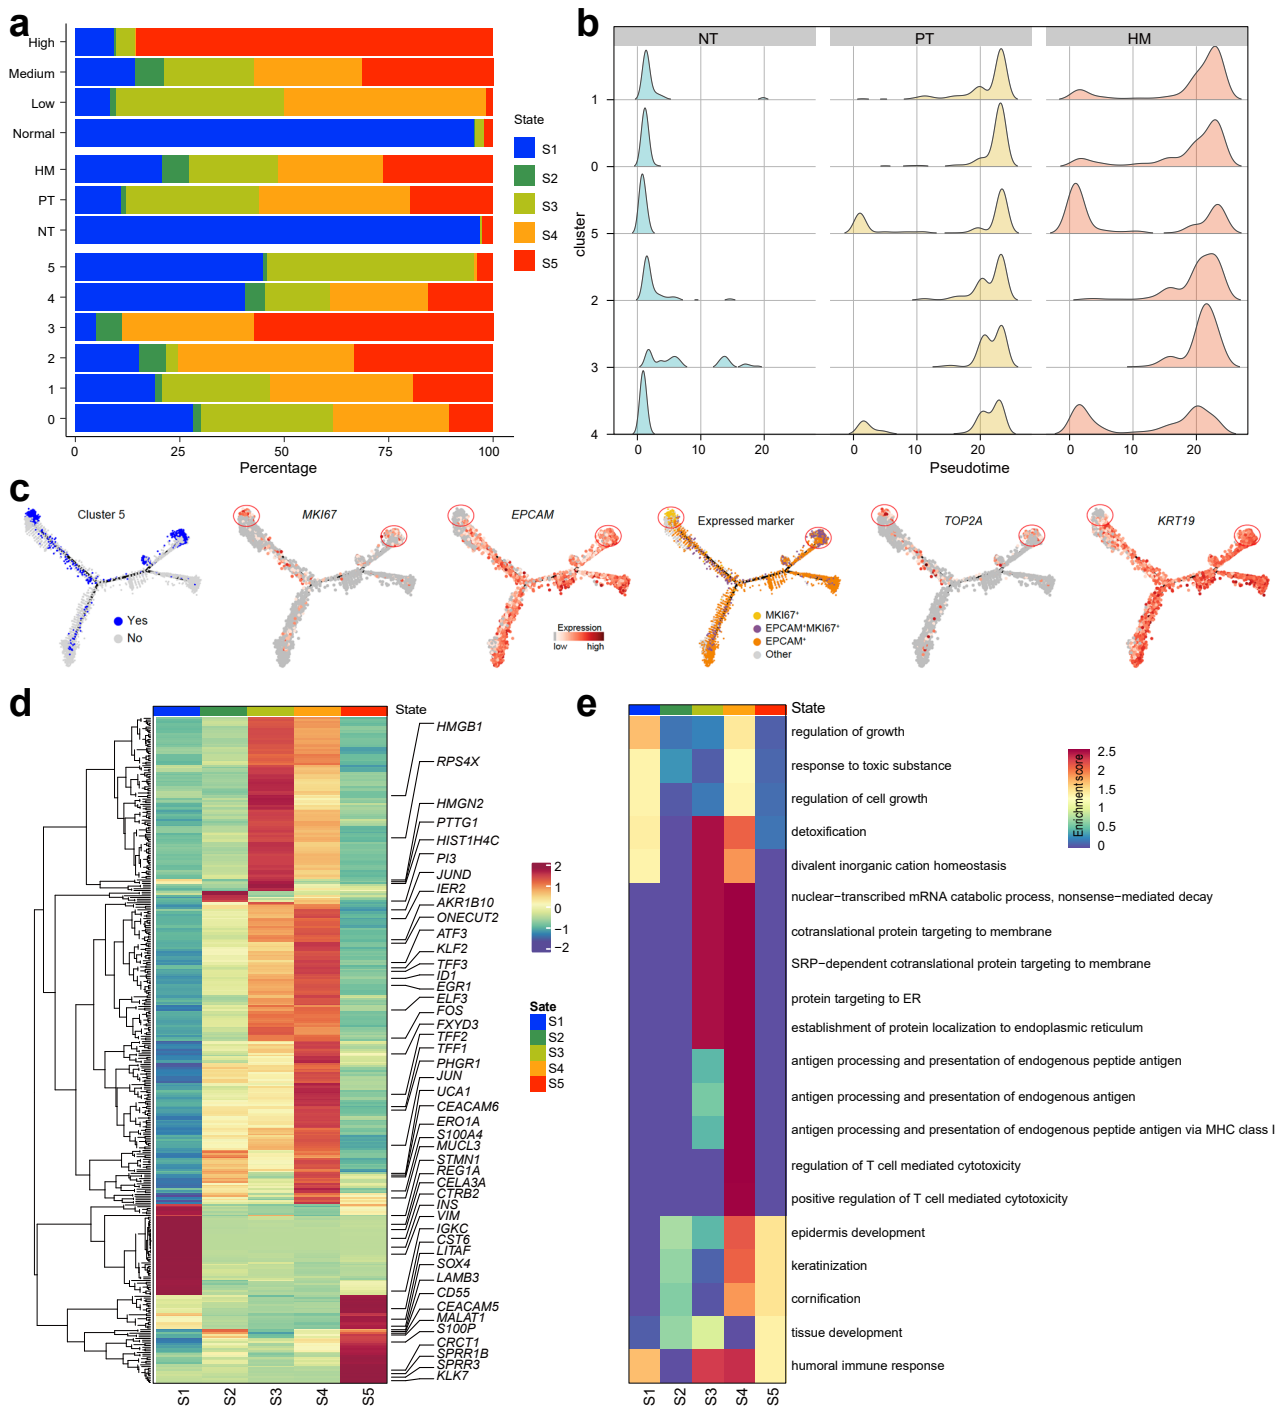 a
High
Medium
Low
Normal
HM
PT
NT
5
4
3
2
1
0
0
25
50
75
100
Percentage
State
S1
S2
S3
S4
S5
b
NT
PT
HM
cluster
1
0
5
2
3
4
0
10
20
0
10
20
0
10
20
Pseudotime
c
Cluster 5
MKI67
EPCAM
Expressed marker
TOP2A
KRT19
Yes
No
Expression
low
high
MKI67⁺
EPCAM⁺MKI67⁺
EPCAM⁺
Other
d
State
HMGB1
RPS4X
HMGN2
PTTG1
HIST1H4C
PI3
JUND
IER2
AKR1B10
ONECUT2
ATF3
KLF2
TFF3
ID1
EGR1
ELF3
FOS
FXYD3
TFF2
TFF1
PHGR1
JUN
UCA1
CEACAM6
ERO1A
S100A4
MUCL3
STMN1
REG1A
CELA3A
CTRB2
INS
VIM
IGKC
CST6
LITAF
SOX4
LAMB3
CD55
CEACAM5
MALAT1
S100P
CRCT1
SPRR1B
SPRR3
KLK7
2
1
0
−1
−2
Sate
S1
S2
S3
S4
S5
S1
S2
S3
S4
S5
e
State
regulation of growth
response to toxic substance
regulation of cell growth
detoxification
divalent inorganic cation homeostasis
nuclear−transcribed mRNA catabolic process, nonsense−mediated decay
cotranslational protein targeting to membrane
SRP−dependent cotranslational protein targeting to membrane
protein targeting to ER
establishment of protein localization to endoplasmic reticulum
antigen processing and presentation of endogenous peptide antigen
antigen processing and presentation of endogenous antigen
antigen processing and presentation of endogenous peptide antigen via MHC class I
regulation of T cell mediated cytotoxicity
positive regulation of T cell mediated cytotoxicity
epidermis development
keratinization
cornification
tissue development
humoral immune response
Enrichment score
2.5
2
1.5
1
0.5
0
S1
S2
S3
S4
S5